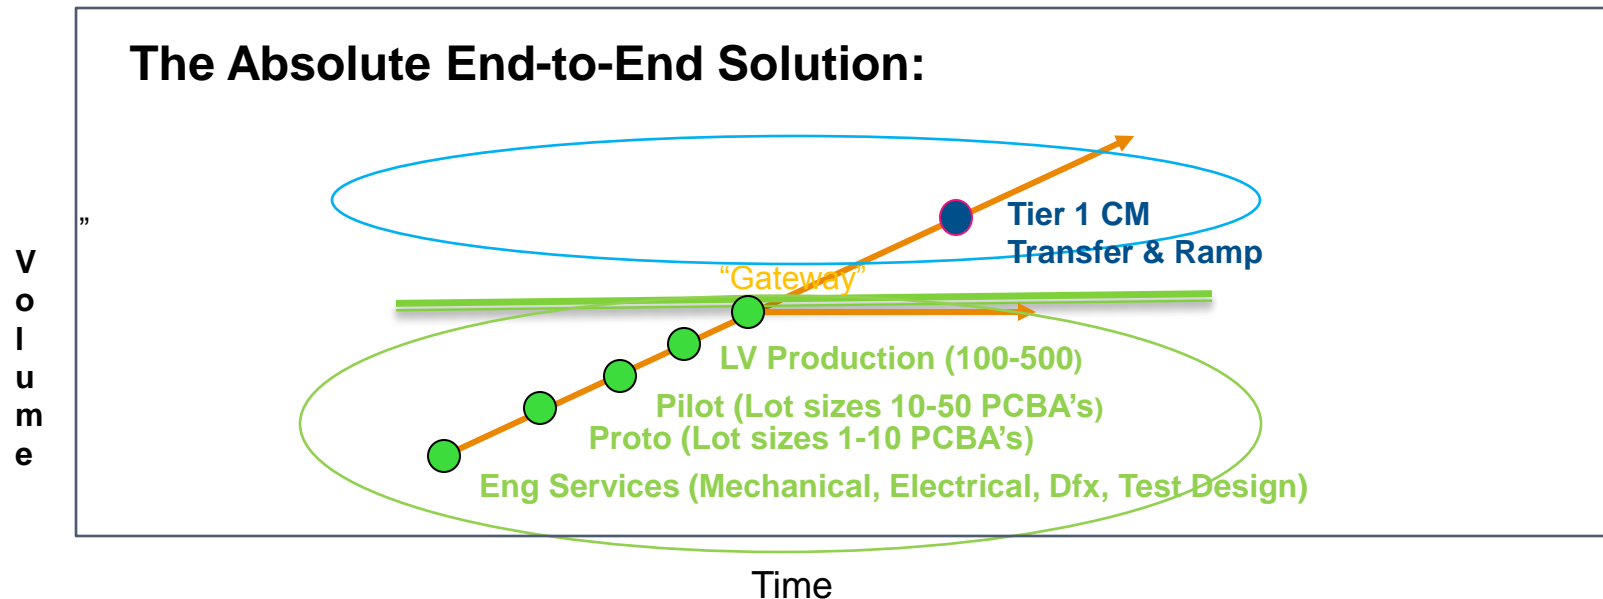 The Absolute End-to-End Solution:
”
Tier 1 CM
Transfer & Ramp
“Gateway”
Volume
LV Production (100-500)
Pilot (Lot sizes 10-50 PCBA’s)
Proto (Lot sizes 1-10 PCBA’s)
Eng Services (Mechanical, Electrical, Dfx, Test Design)
Time